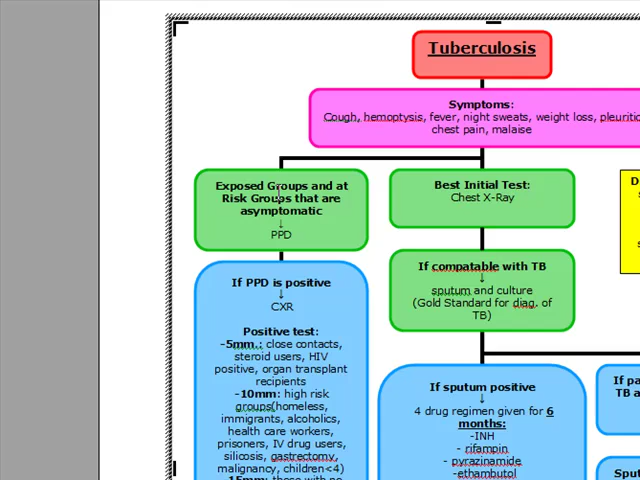 Tuberculosis
Symptoms:
Cough, hemoptysis, fever, night sweats, weight loss,
chest pain, malaise
Exposed Groups and at
Risk Groups that are
asymptomatic
↓
PPD
Best Initial Test:
Chest X-Ray
D
s
s
If compatable with TB
↓
sputum and culture
(Gold Standard for diag. of
TB)
If PPD is positive
↓
CXR
Positive test:
-5mm.: close contacts,
steroid users, HIV
positive, organ transplant
recipients
-10mm: high risk
groups(homeless,
immigrants, alcoholics,
health care workers,
prisoners, IV drug users,
silicosis, gastrectomy,
malignancy, children<4)
-15mm: those with no
If sputum positive
↓
4 drug regimen given for 6
months:
-INH
- rifampin
- pyrazinamide
-ethambutol
If
TB